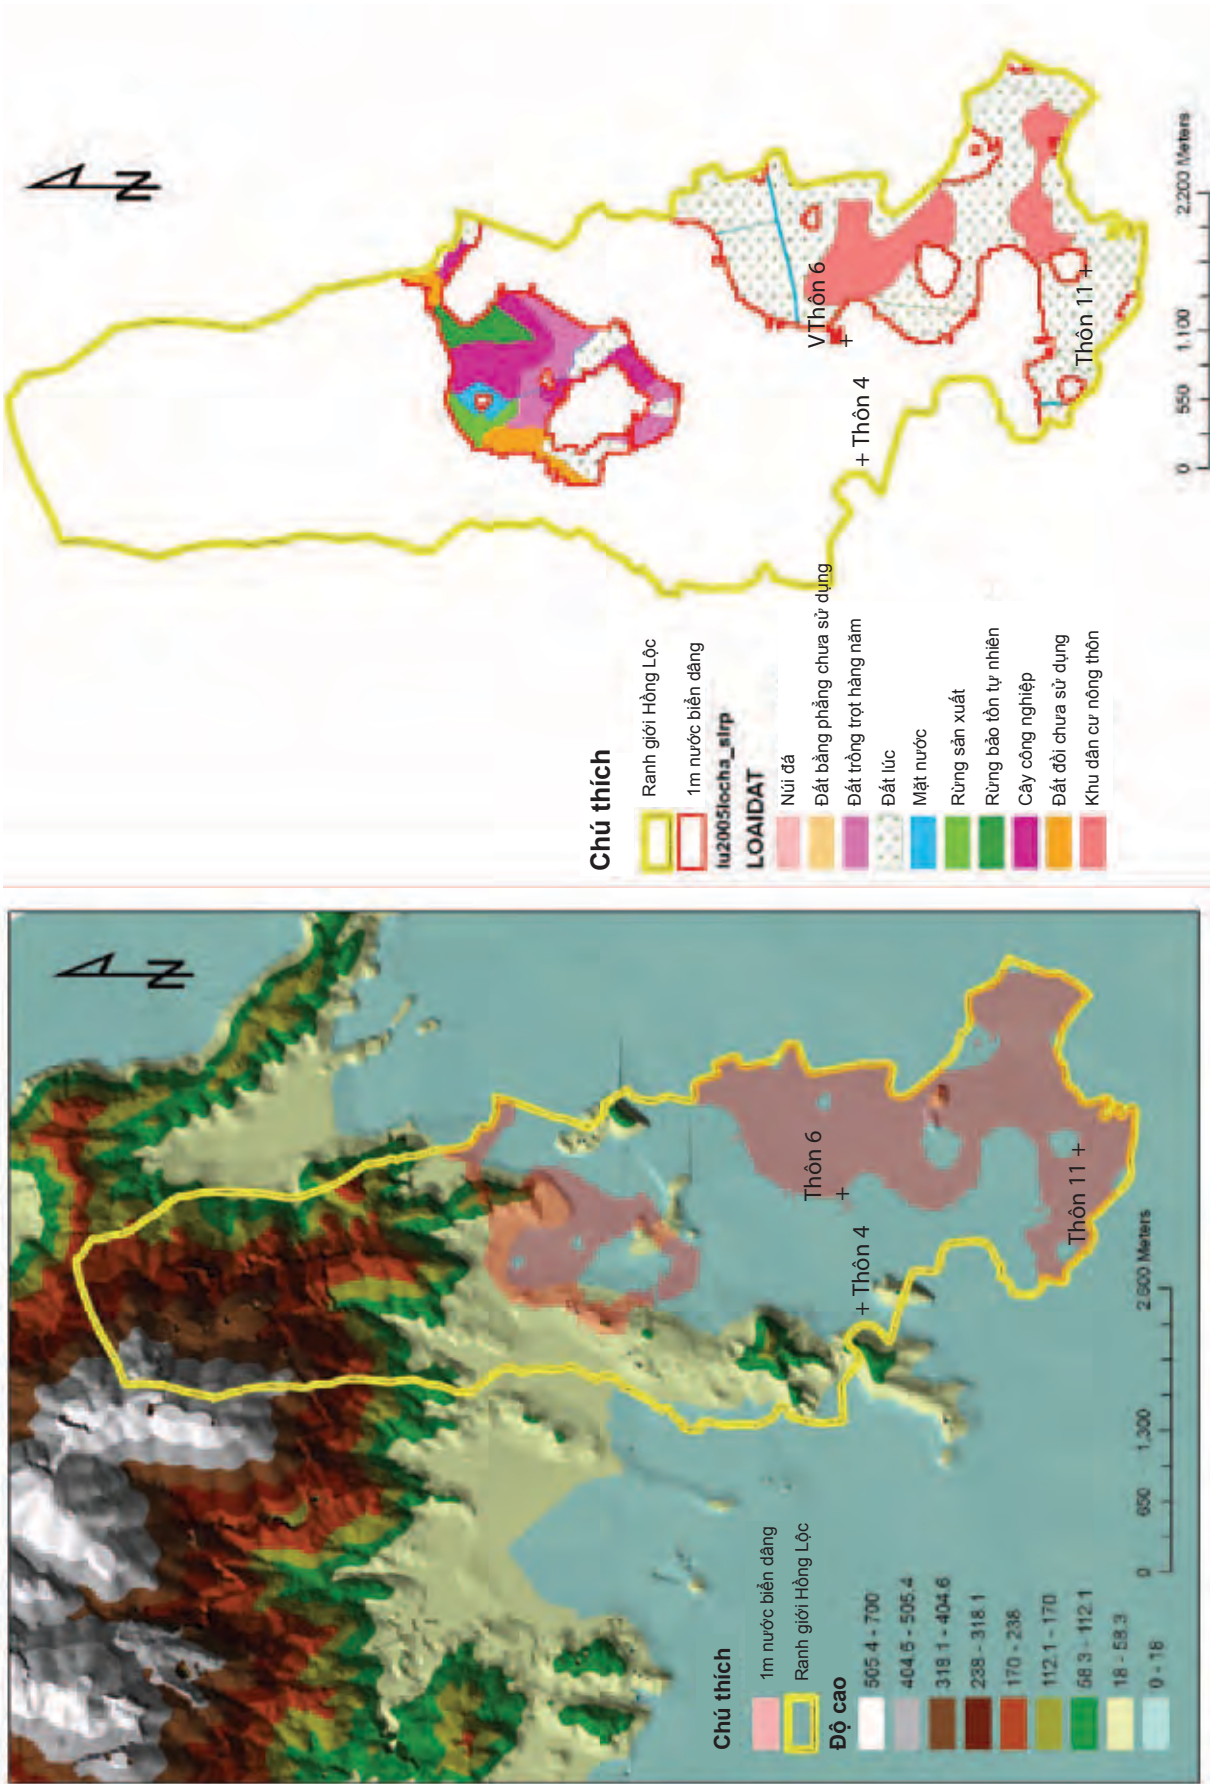 Chú thích
1m nước biển dâng
Ranh giới Hồng Lộc
Độ cao
505.4 - 700
404.6 - 505.4
318.1 - 404.6
238 - 318.1
170 - 238
112.1 - 170
58.3 - 112.1
18 - 58.3
0 - 18
0 650 1,300 2,600 Meters
Thôn 6
+
+ Thôn 4
Thôn 11 +
N
Chú thích
Ranh giới Hồng Lộc
1m nước biển dâng
lu2005locha_slrp
LOAIDAT
Núi đá
Đất bằng phẳng chưa sử dụng
Đất trồng trọt hàng năm
Đất lúc
Mặt nước
Rừng sản xuất
Rừng bảo tồn tự nhiên
Cây công nghiệp
Đất đồi chưa sử dụng
Khu dân cư nông thôn
VThôn 6
+
+ Thôn 4
Thôn 11 +
0 550 1,100 2,200 Meters
N